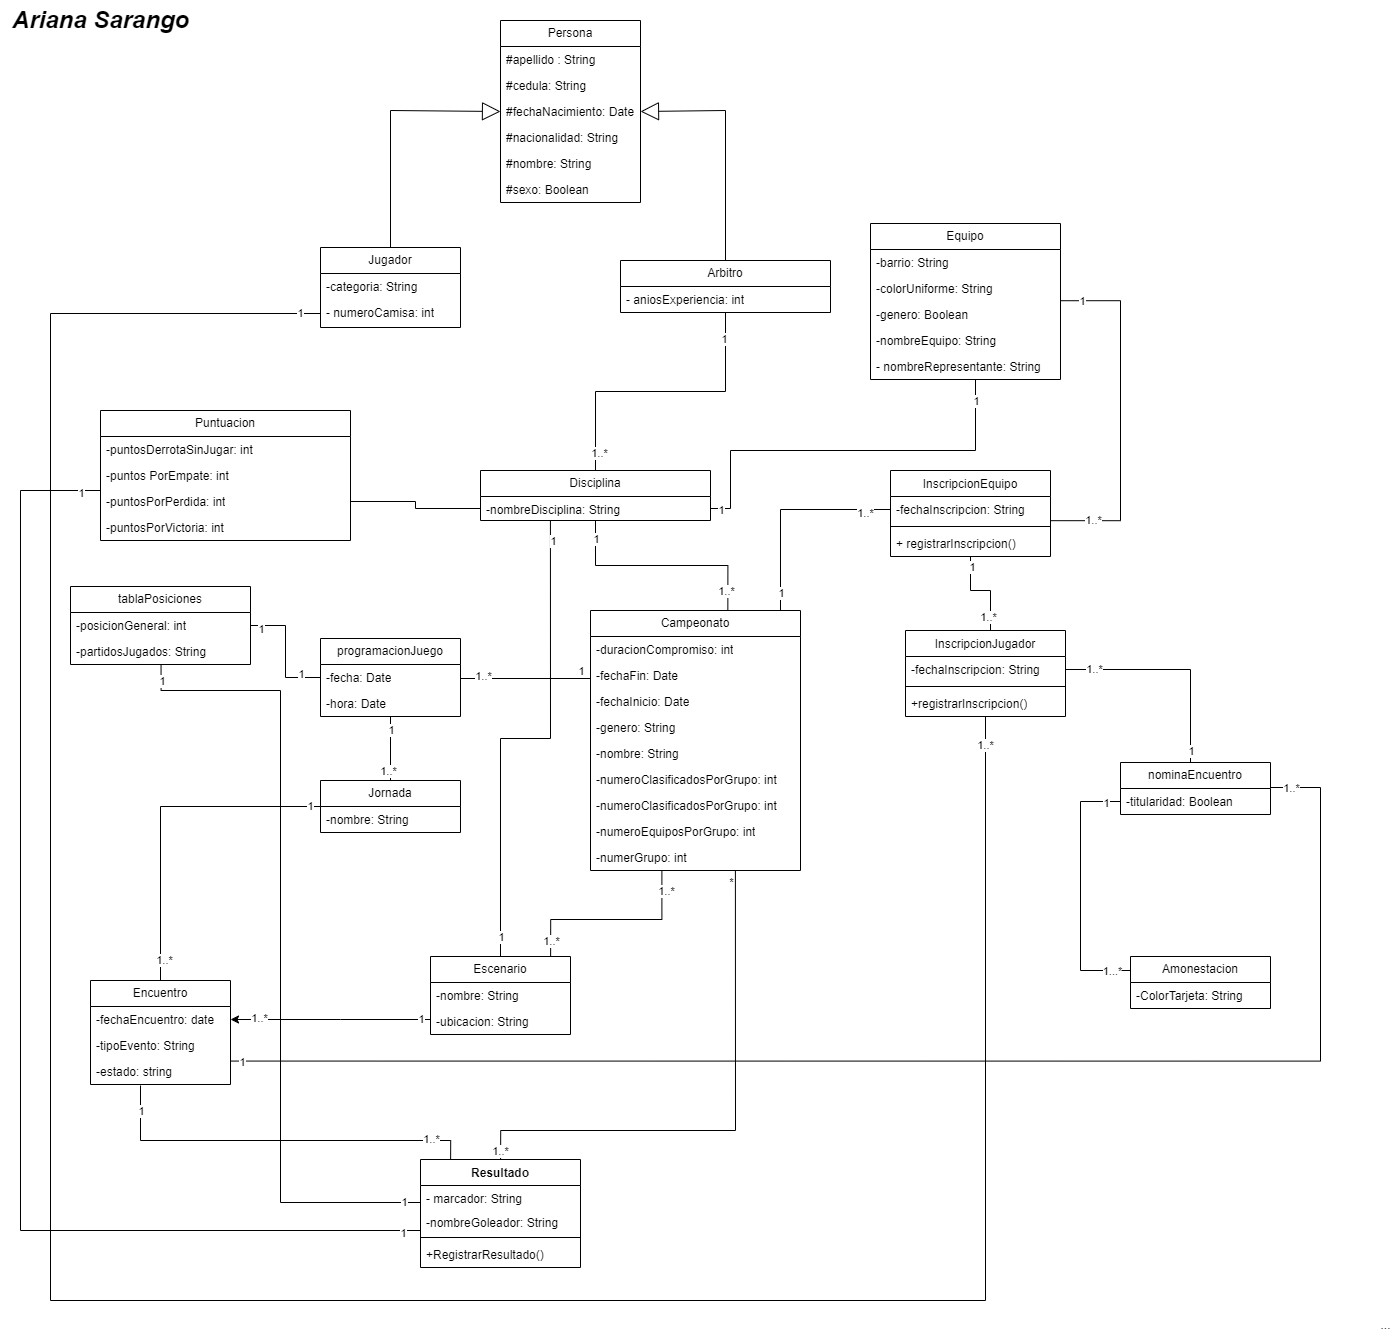 Ariana Sarango
Persona
#apellido : String
#cedula: String
#fechaNacimiento: Date
#nacionalidad: String
#nombre: String
#sexo: Boolean
Jugador
-categoria: String
- numeroCamisa: int
1
Arbitro
- aniosExperiencia: int
1
1..*
Equipo
-barrio: String
-colorUniforme: String
-genero: Boolean
-nombreEquipo: String
- nombreRepresentante: String
1
1
Puntuacion
-puntosDerrotaSinJugar: int
-puntos PorEmpate: int
-puntosPorPerdida: int
-puntosPorVictoria: int
1
Disciplina
-nombreDisciplina: String
1
1
1
1..*
InscripcionEquipo
-fechaInscripcion: String
+ registrarInscripcion()
1..*
1..*
1
1
1..*
tablaPosiciones
-posicionGeneral: int
-partidosJugados: String
1
1
programacionJuego
-fecha: Date
-hora: Date
1
1..*
1
1
1..*
Campeonato
-duracionCompromiso: int
-fechaFin: Date
-fechaInicio: Date
-genero: String
-nombre: String
-numeroClasificadosPorGrupo: int
-numeroClasificadosPorGrupo: int
-numeroEquiposPorGrupo: int
-numerGrupo: int
1..*
*
InscripcionJugador
-fechaInscripcion: String
+registrarInscripcion()
1..*
1..*
1
nominaEncuentro
-titularidad: Boolean
1..*
1
Jornada
-nombre: String
1
1..*
1
1..*
Escenario
-nombre: String
-ubicacion: String
1
1..*
Amonestacion
-ColorTarjeta: String
1...*
Encuentro
-fechaEncuentro: date
-tipoEvento: String
-estado: string
1
1
1..*
1..*
Resultado
- marcador: String
-nombreGoleador: String
+RegistrarResultado()
1
1
...